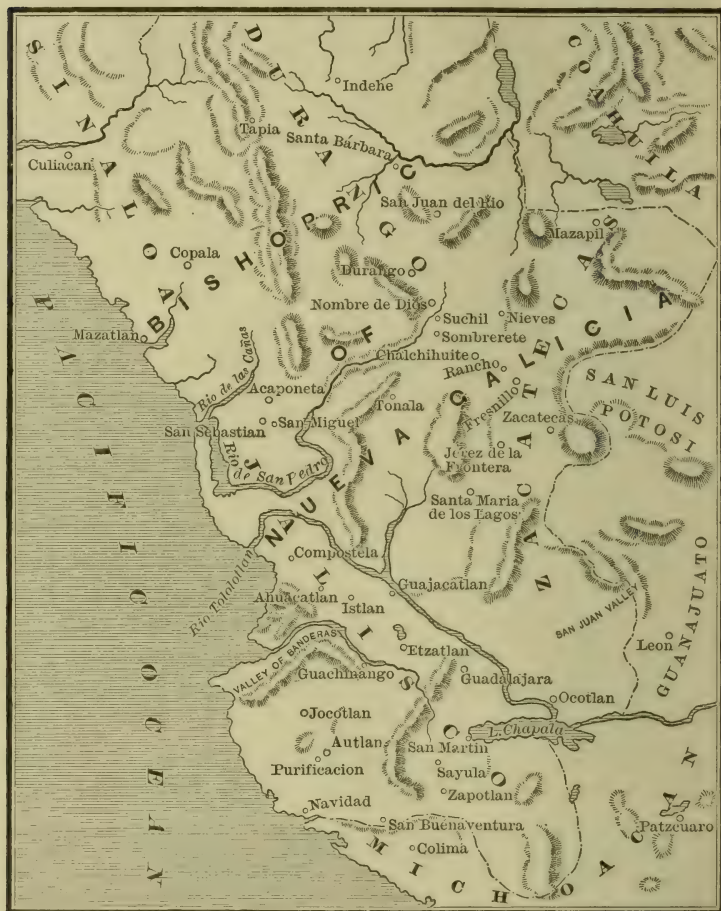 SINALOA
DURANGO
COAHUILA
Indehe
Tapia
Santa Bárbara
Culiacan
San Juan del Rio
Mazapil
BISHOPRZIC OF NAUEVA GALICIA
Copala
Durango
Nombre de Dios
Suchil
Nieves
Sombrerete
Mazatlan
Chalchihuite
Rancho
Rio de las Cañas
SAN LUIS
POTOSI
Acaponeta
Tonala
Fresnillo
Zacatecas
San Sebastian
San Miguel
Jerez de la
Frontera
Rio de San Pedro
Santa Maria
de los Lagos
ZACATECAS
PACIFIC OCEAN
JALISCO
Compostela
Rio Tololotlan
Guajacatlan
Ahuacatlan
Istlan
SAN JUAN VALLEY
GUANAJUATO
Leon
Etzatlan
VALLEY OF BANDERAS
Guachinango
Guadalajara
Ocotlan
Jocotlan
L. Chapala
Autlan
San Martin
Purificacion
Sayula
Zapotlan
Navidad
Patzcuaro
San Buenaventura
Colima
MICHOACAN